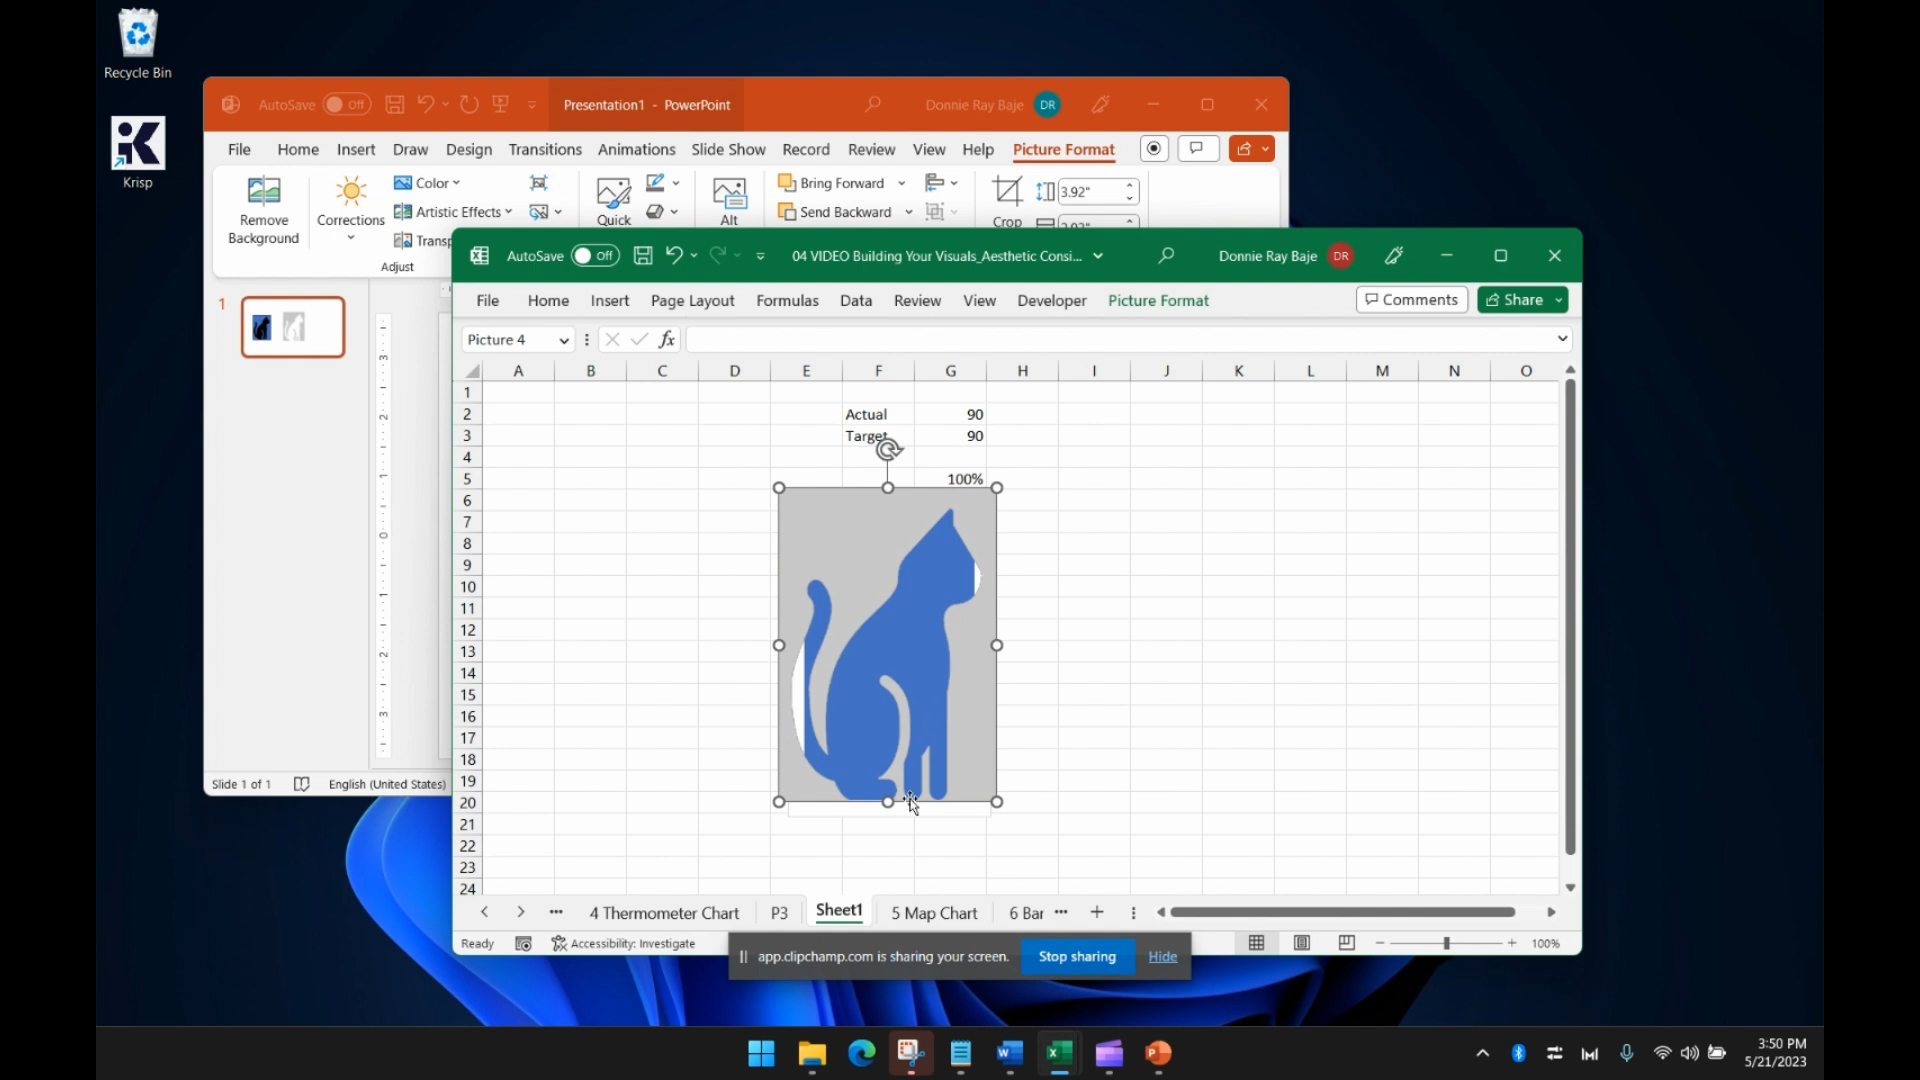 Recycle Bin
Krisp
AutoSave Off
Presentation1 - PowerPoint
Donnie Ray Baje DR
File Home Insert Draw Design Transitions Animations Slide Show Record Review View Help Picture Format
Remove Background
Corrections
Color
Artistic Effects
Transp
Adjust
Quick
Alt
Bring Forward
Send Backward
Crop
3.92"
1
Slide 1 of 1 English (United States)
AutoSave Off
04 VIDEO Building Your Visuals_Aesthetic Consi...
Donnie Ray Baje DR
File Home Insert Page Layout Formulas Data Review View Developer Picture Format Comments Share
Picture 4 fx
A B C D E F G H I J K L M N O
1
2 Actual 90
3 Target 90
4
5 100%
6
7
8
9
10
11
12
13
14
15
16
17
18
19
20
21
22
23
24
4 Thermometer Chart P3 Sheet1 5 Map Chart 6 Bar
Ready Accessibility: Investigate 100%
app.clipchamp.com is sharing your screen. Stop sharing Hide
3:50 PM
5/21/2023